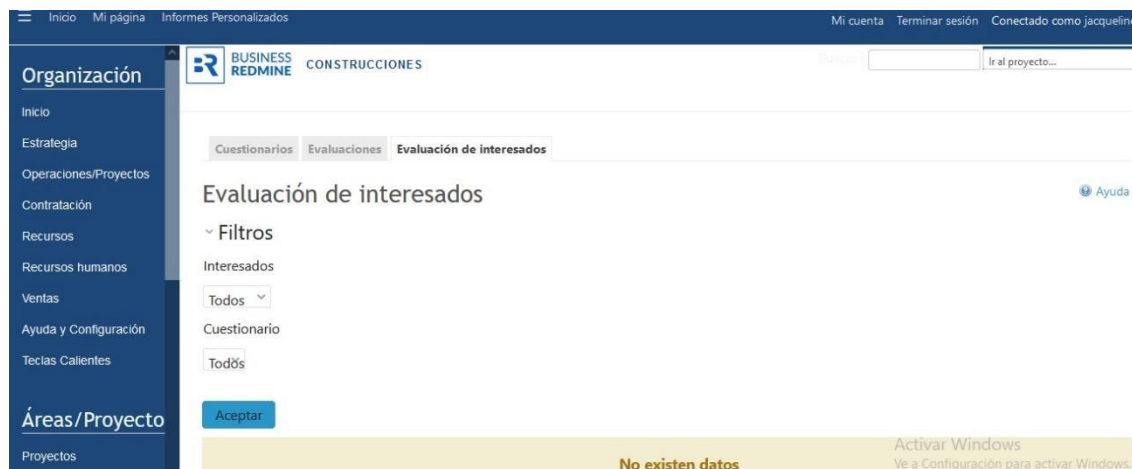 Inicio Mi página Informes Personalizados
Mi cuenta Terminar sesión Conectado como jacqueline
Organización
Inicio
Estrategia
Operaciones/Proyectos
Contratación
Recursos
Recursos humanos
Ventas
Ayuda y Configuración
Teclas Calientes
Áreas/Proyecto
Proyectos
BUSINESS
REDMINE
CONSTRUCCIONES
Ir al proyecto...
Cuestionarios Evaluaciones Evaluación de interesados
Evaluación de interesados
Ayuda
Filtros
Interesados
Todos
Cuestionario
Todos
Aceptar
No existen datos
Activar Windows
Ve a Configuración para activar Windows.